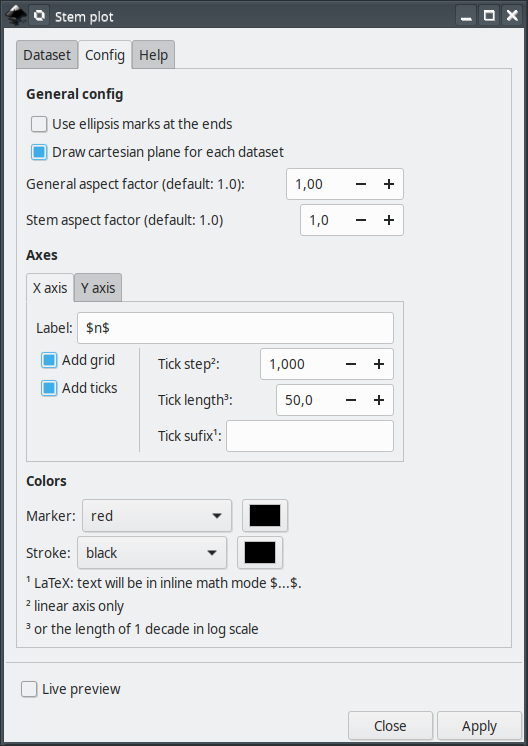 Stem plot
Dataset Config Help
General config
Use ellipsis marks at the ends
Draw cartesian plane for each dataset
General aspect factor (default: 1.0): 1,00
Stem aspect factor (default: 1.0) 1,0
Axes
X axis Y axis
Label: $n$
Add grid
Add ticks
Tick step²: 1,000
Tick length³: 50,0
Tick sufix¹:
Colors
Marker: red
Stroke: black
¹ LaTeX: text will be in inline math mode $...$.
² linear axis only
³ or the length of 1 decade in log scale
Live preview
Close Apply